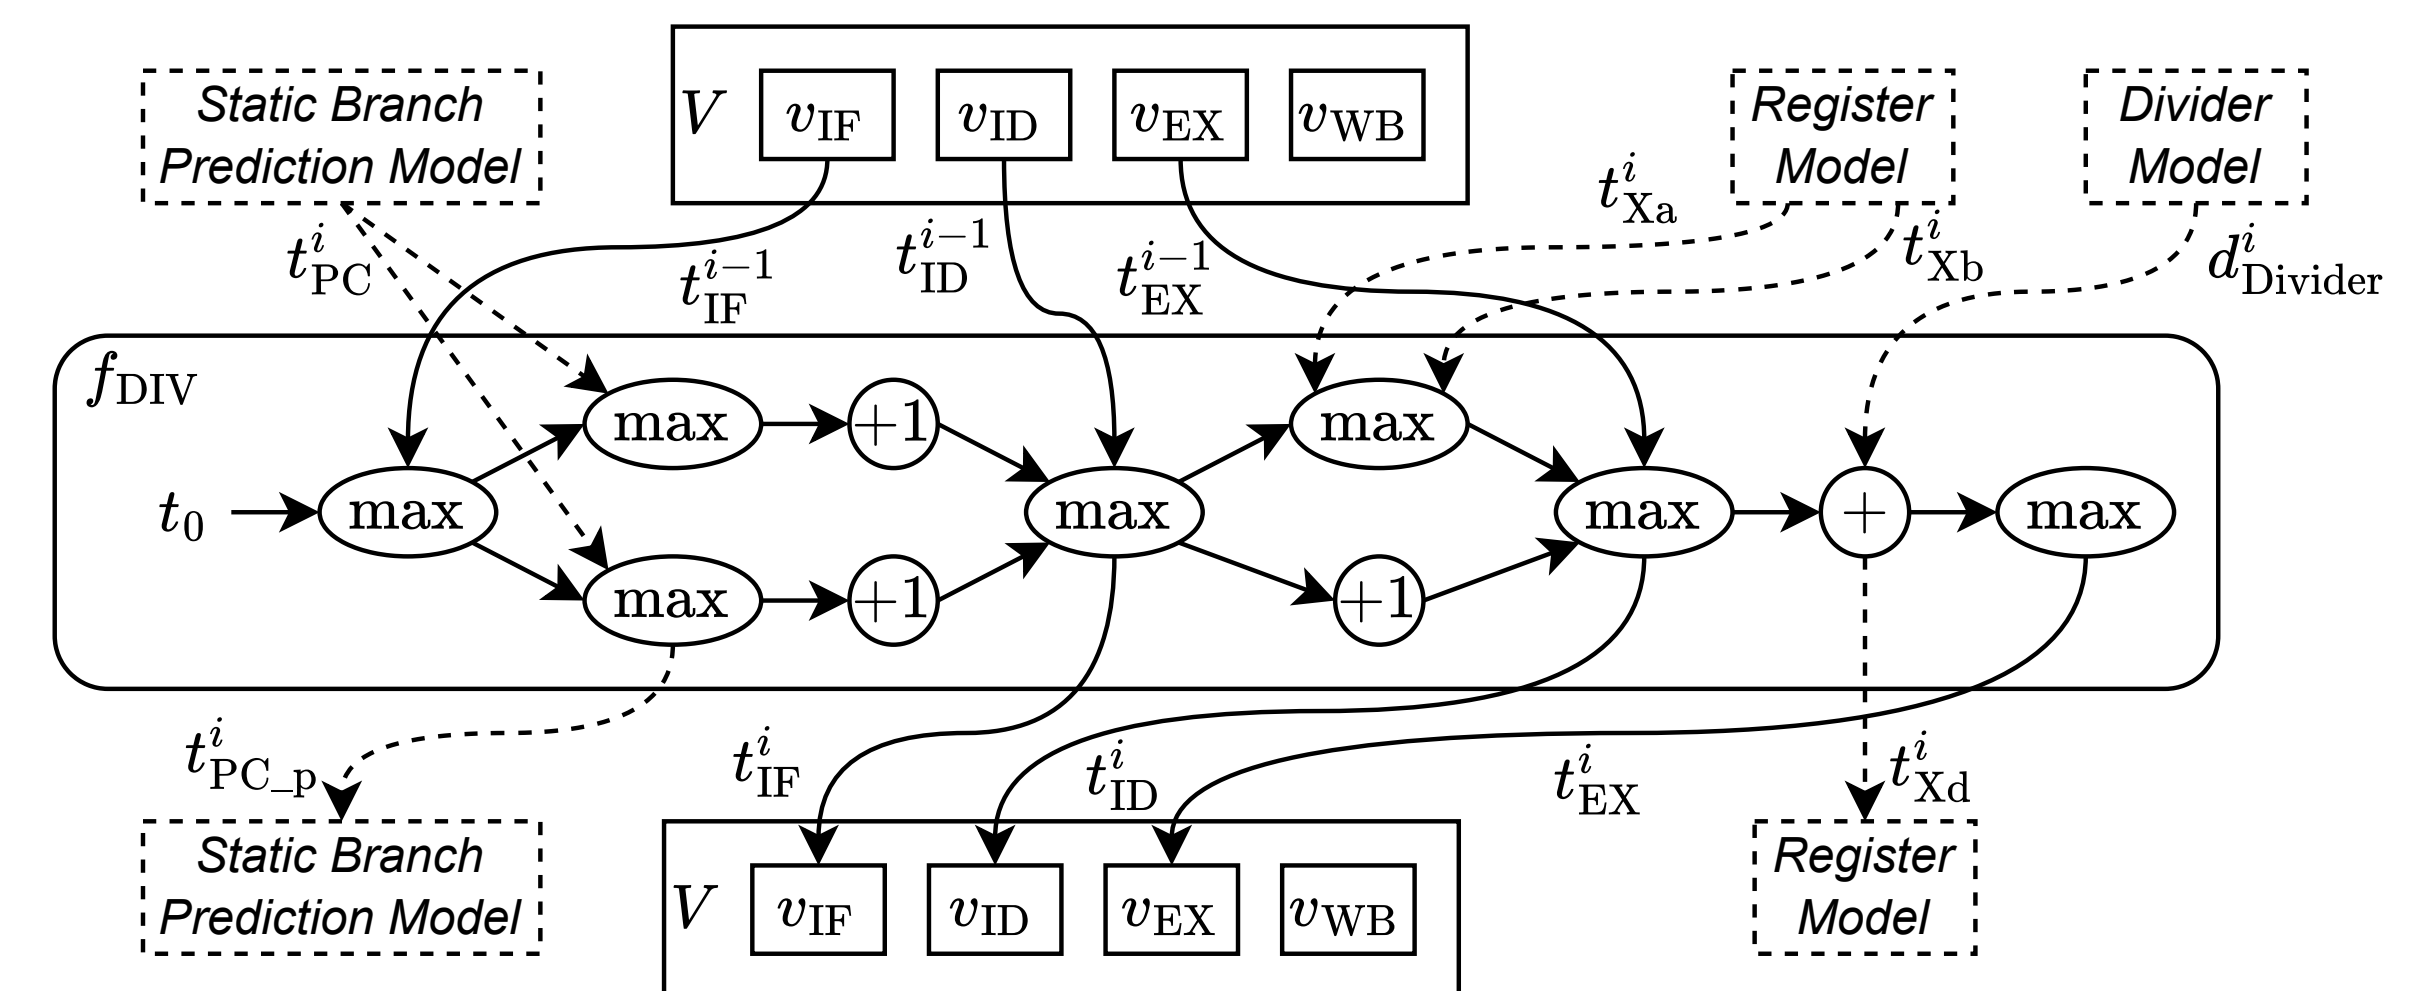 Static Branch
Prediction Model
V v_IF v_ID v_EX v_WB
Register
Model
Divider
Model
t^i_PC
t^{i−1}_IF
t^{i−1}_ID
t^{i−1}_EX
t^i_Xa
t^i_Xb
d^i_Divider
f_DIV
max +1 max
t_0 max max max + max
max +1 +1
t^i_PC_p
t^i_IF
t^i_ID
t^i_EX
t^i_Xd
Static Branch
Prediction Model
V v_IF v_ID v_EX v_WB
Register
Model